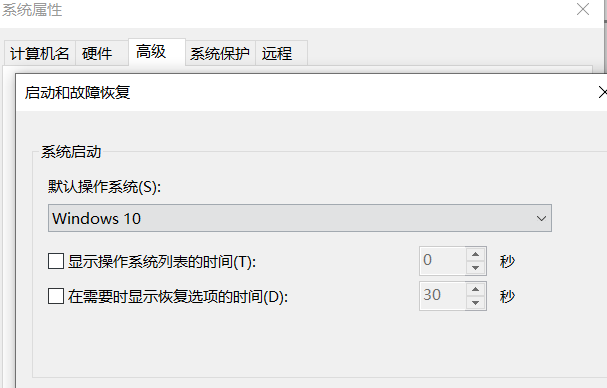 系统属性
计算机名 硬件 高级 系统保护 远程
启动和故障恢复
系统启动
默认操作系统(S):
Windows 10
显示操作系统列表的时间(T): 0 秒
在需要时显示恢复选项的时间(D): 30 秒